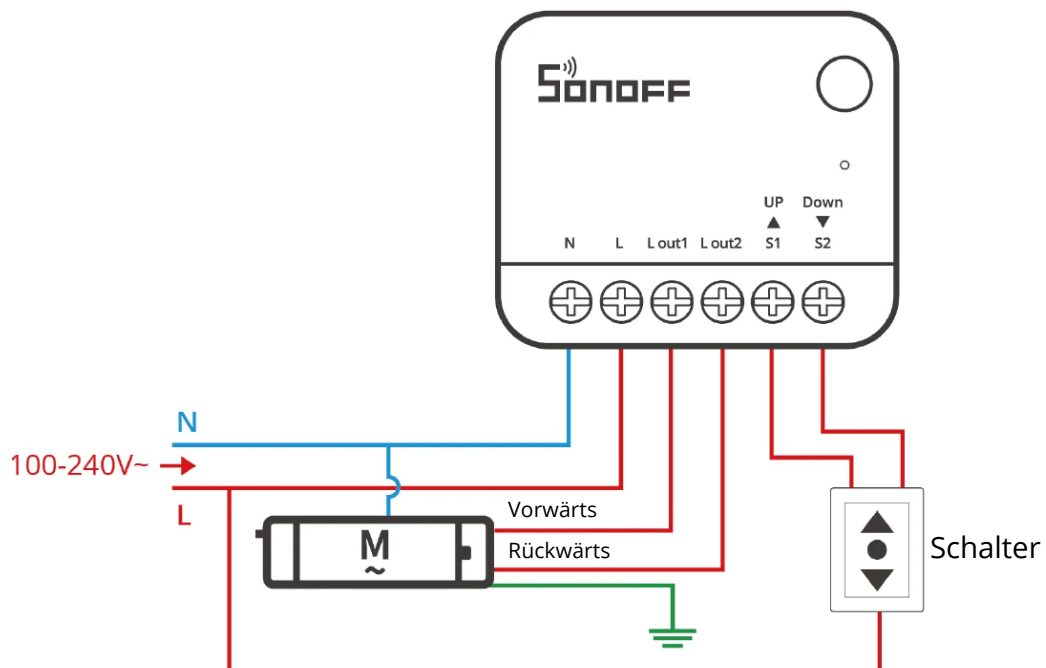 SONOFF
UP Down
N L L out1 L out2 S1 S2
N
100-240V~
L
Vorwärts
M
Rückwärts
~
Schalter